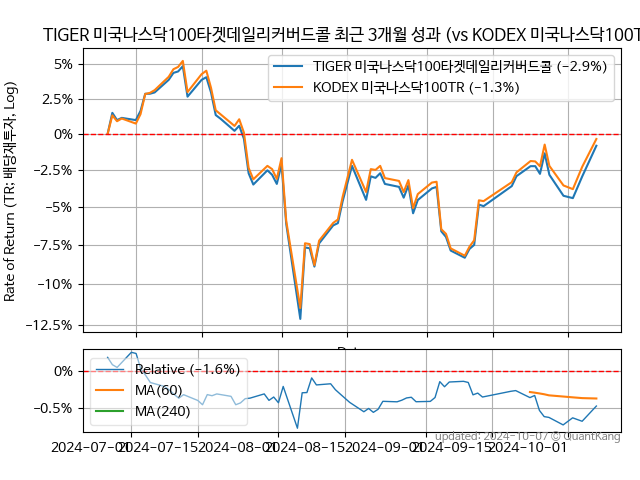 TIGER 미국나스닥100타겟데일리커버드콜 최근 3개월 성과 (vs KODEX 미국나스닥100T
Rate of Return (TR: 배당재투자, Log)
TIGER 미국나스닥100타겟데일리커버드콜 (−2.9%)
KODEX 미국나스닥100TR (−1.3%)
5%
2.5%
0%
−2.5%
−5%
−7.5%
−10%
−12.5%
Relative (−1.6%)
MA(60)
MA(240)
0%
−0.5%
2024-07-01
2024-07-15
2024-08-01
2024-08-15
2024-09-01
2024-09-15
2024-10-01
updated: 2024-10-07 © QuantKang